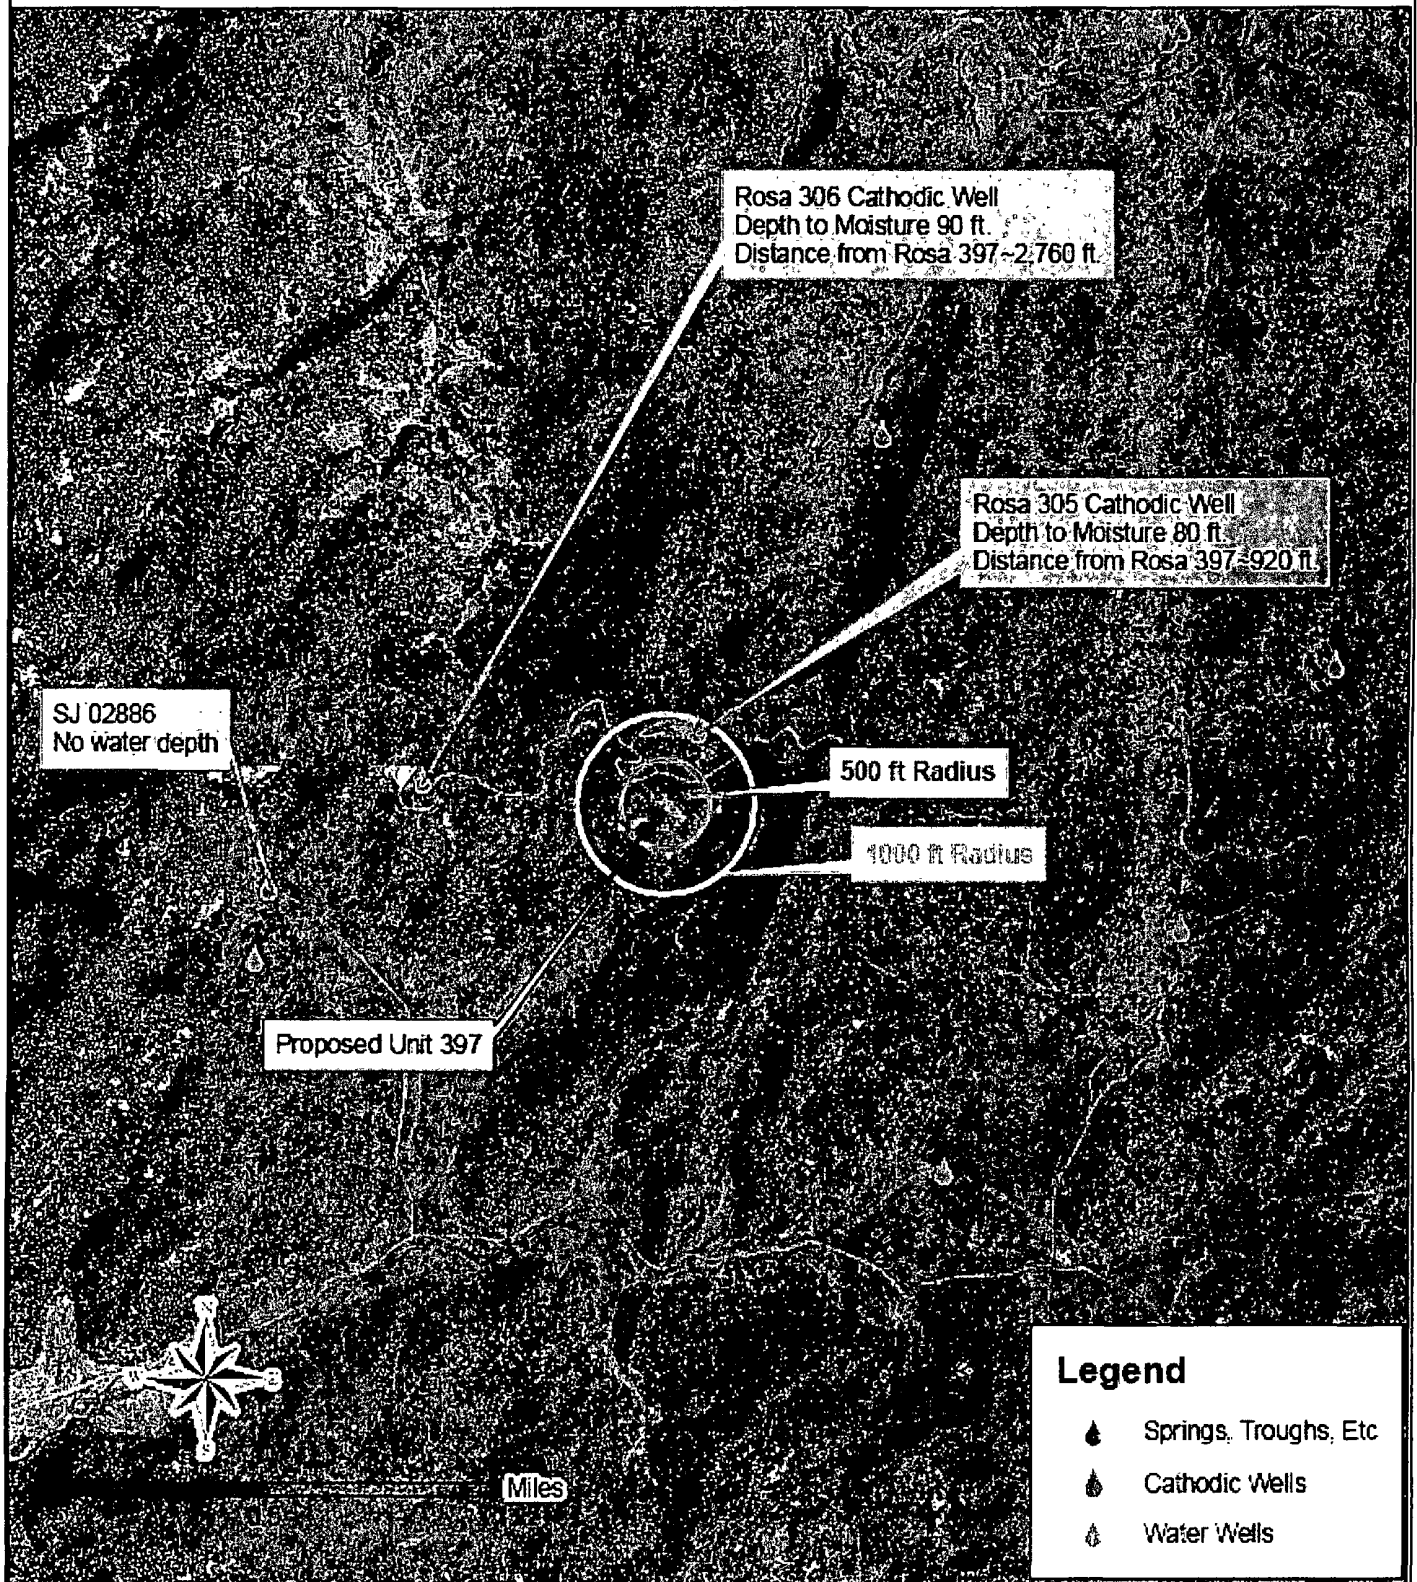 Rosa 306 Cathodic Well
Depth to Moisture 90 ft.
Distance from Rosa 397~2,760 ft.
Rosa 305 Cathodic Well
Depth to Moisture 80 ft.
Distance from Rosa 397~920 ft.
SJ 02886
No water depth
500 ft Radius
1000 ft Radius
Proposed Unit 397
N
W
E
S
Miles
Legend
Springs, Troughs, Etc
Cathodic Wells
Water Wells